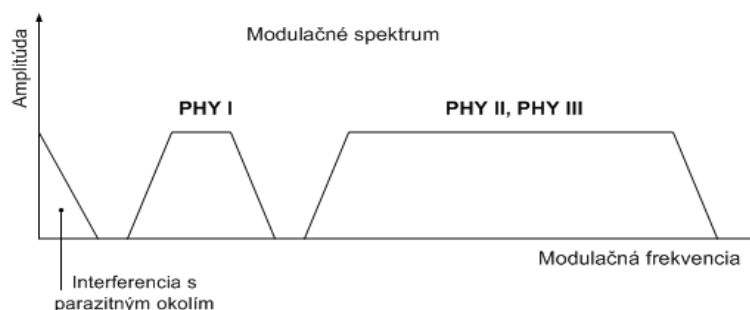 Modulačné spektrum
Amplitúda
PHY I
PHY II, PHY III
Modulačná frekvencia
Interferencia s
parazitným okolím